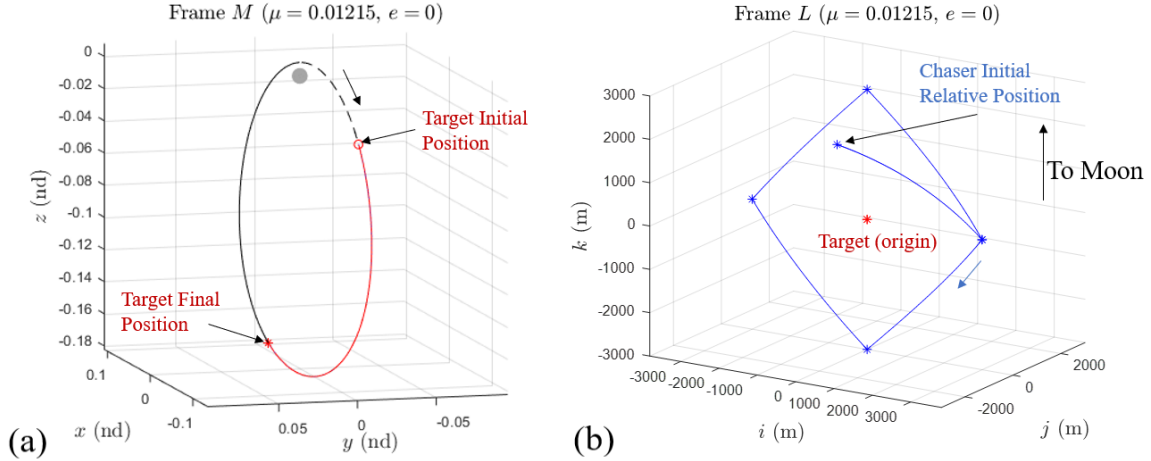 Frame M (μ = 0.01215, e = 0)
0
-0.02
-0.04
-0.06
-0.08
-0.1
-0.12
-0.14
-0.16
-0.18
z (nd)
Target Initial
Position
Target Final
Position
0.1
0
-0.1
x (nd)
0.05
0
-0.05
y (nd)
(a)
Frame L (μ = 0.01215, e = 0)
Chaser Initial
Relative Position
To Moon
Target (origin)
3000
2000
1000
0
-1000
-2000
-3000
k (m)
-3000
-2000
-1000
0
1000
2000
3000
i (m)
-2000
0
2000
j (m)
(b)